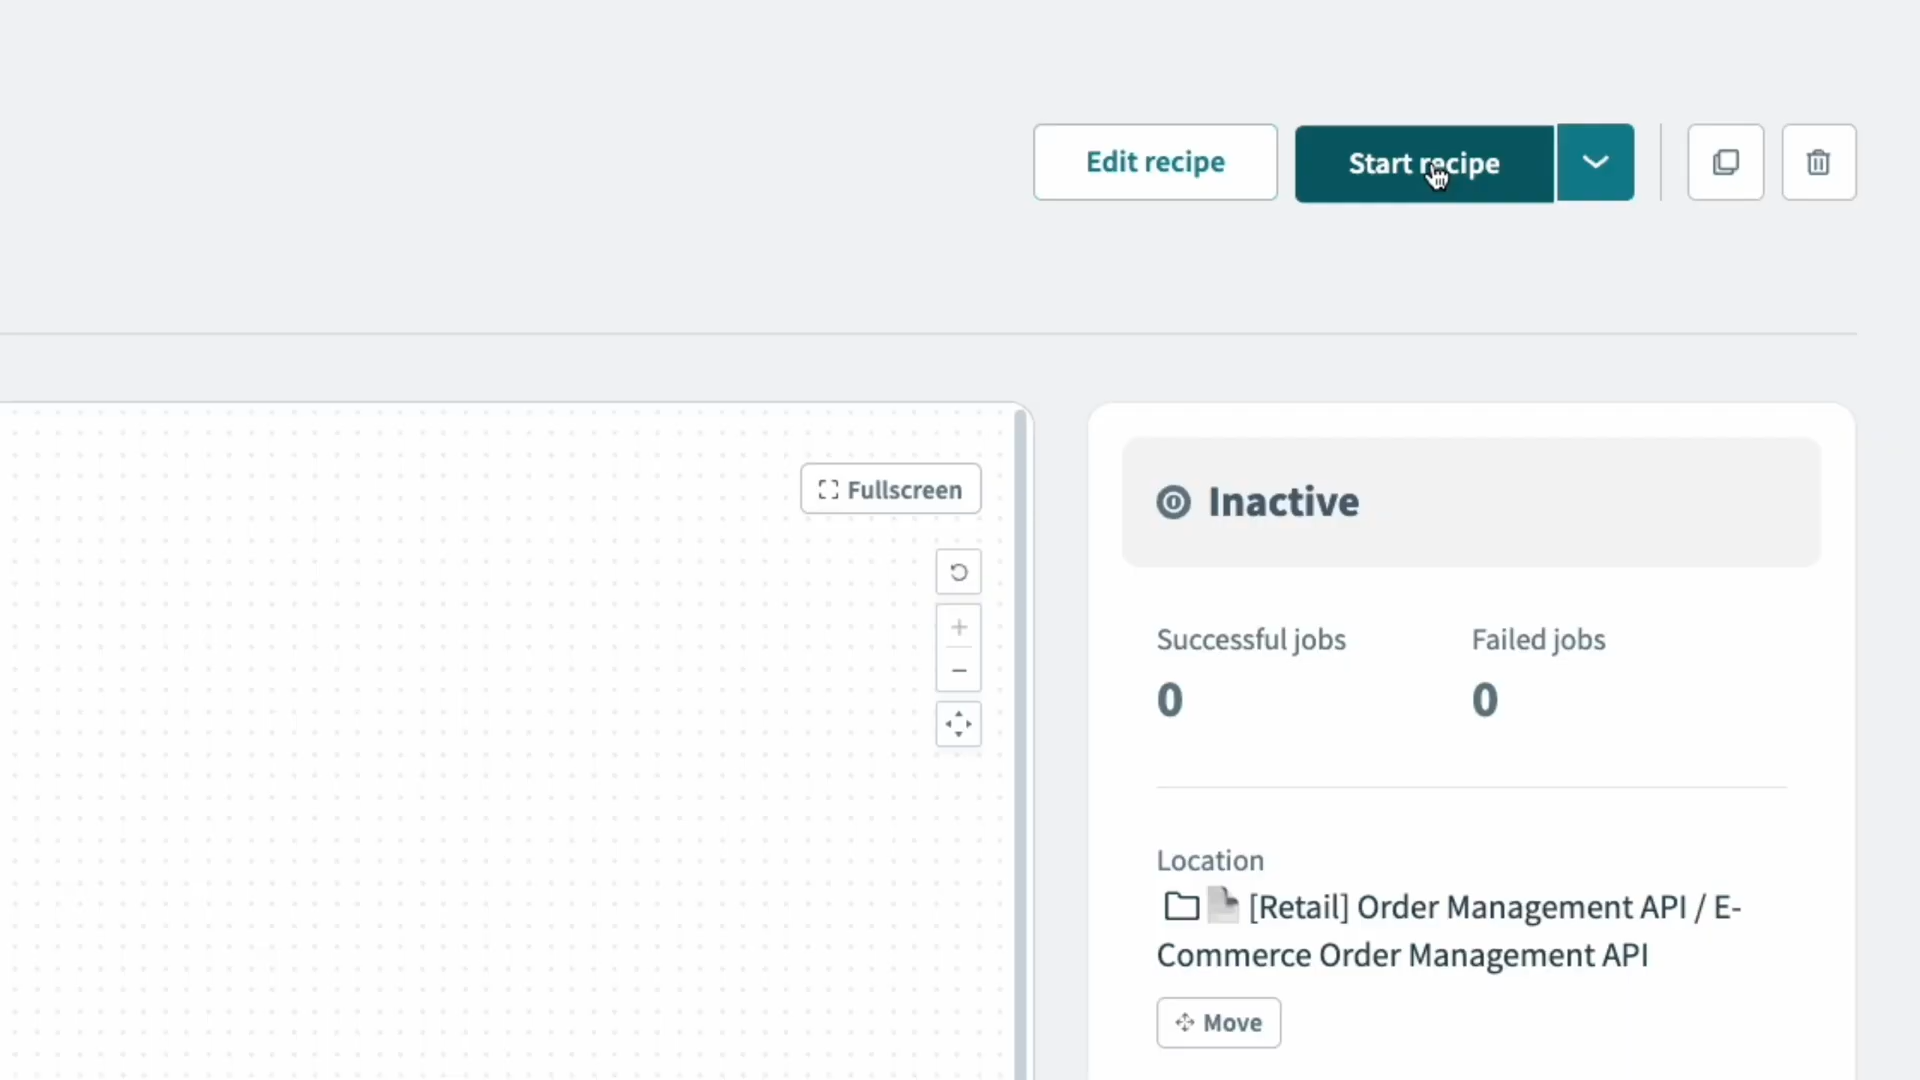 Edit recipe
Start recipe
Fullscreen
Inactive
Successful jobs
Failed jobs
0
0
Location
[Retail] Order Management API / E-
Commerce Order Management API
Move